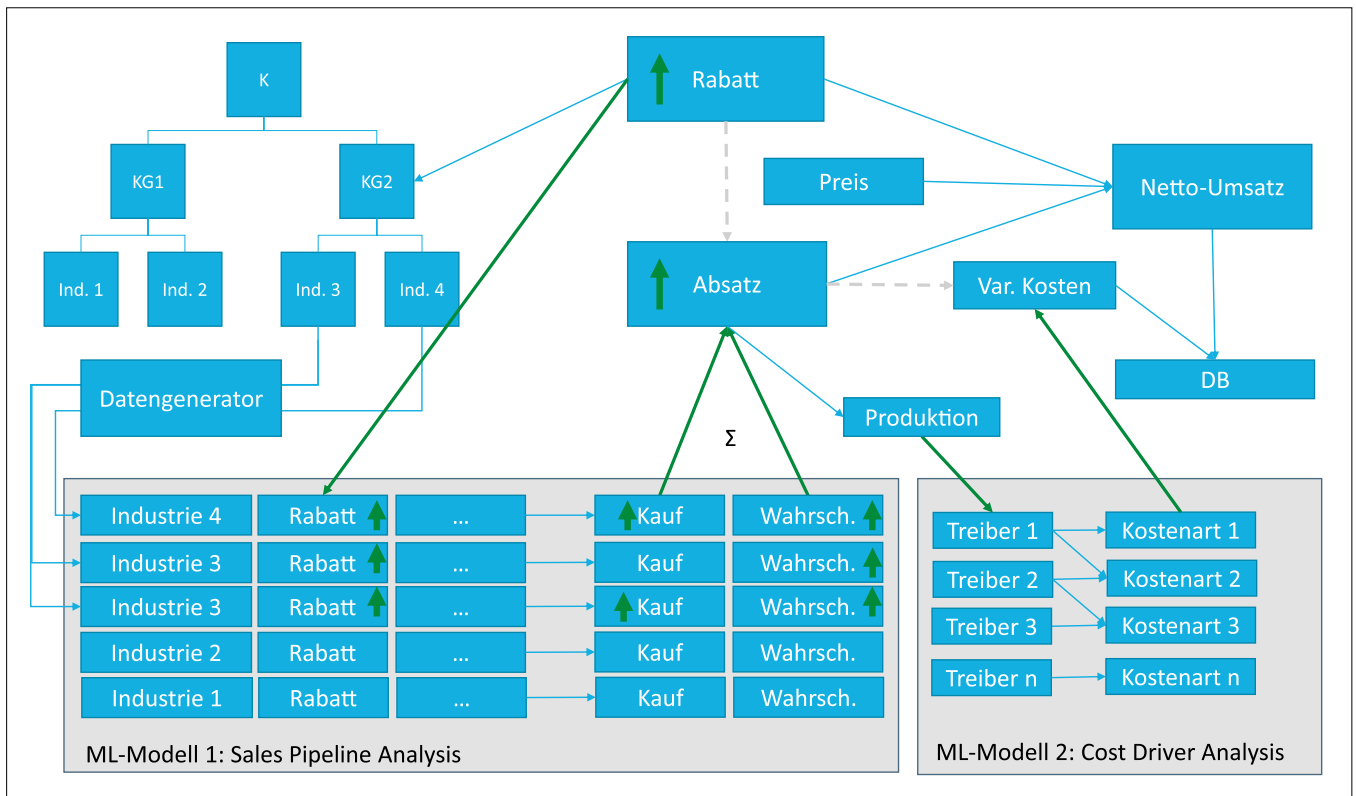 K
Rabatt
KG1
KG2
Preis
Netto-Umsatz
Ind. 1
Ind. 2
Ind. 3
Ind. 4
Absatz
Var. Kosten
DB
Datengenerator
Produktion
Σ
Industrie 4 Rabatt ... Kauf Wahrsch.
Industrie 3 Rabatt ... Kauf Wahrsch.
Industrie 3 Rabatt ... Kauf Wahrsch.
Industrie 2 Rabatt ... Kauf Wahrsch.
Industrie 1 Rabatt ... Kauf Wahrsch.
ML-Modell 1: Sales Pipeline Analysis
Treiber 1 Kostenart 1
Treiber 2 Kostenart 2
Treiber 3 Kostenart 3
Treiber n Kostenart n
ML-Modell 2: Cost Driver Analysis